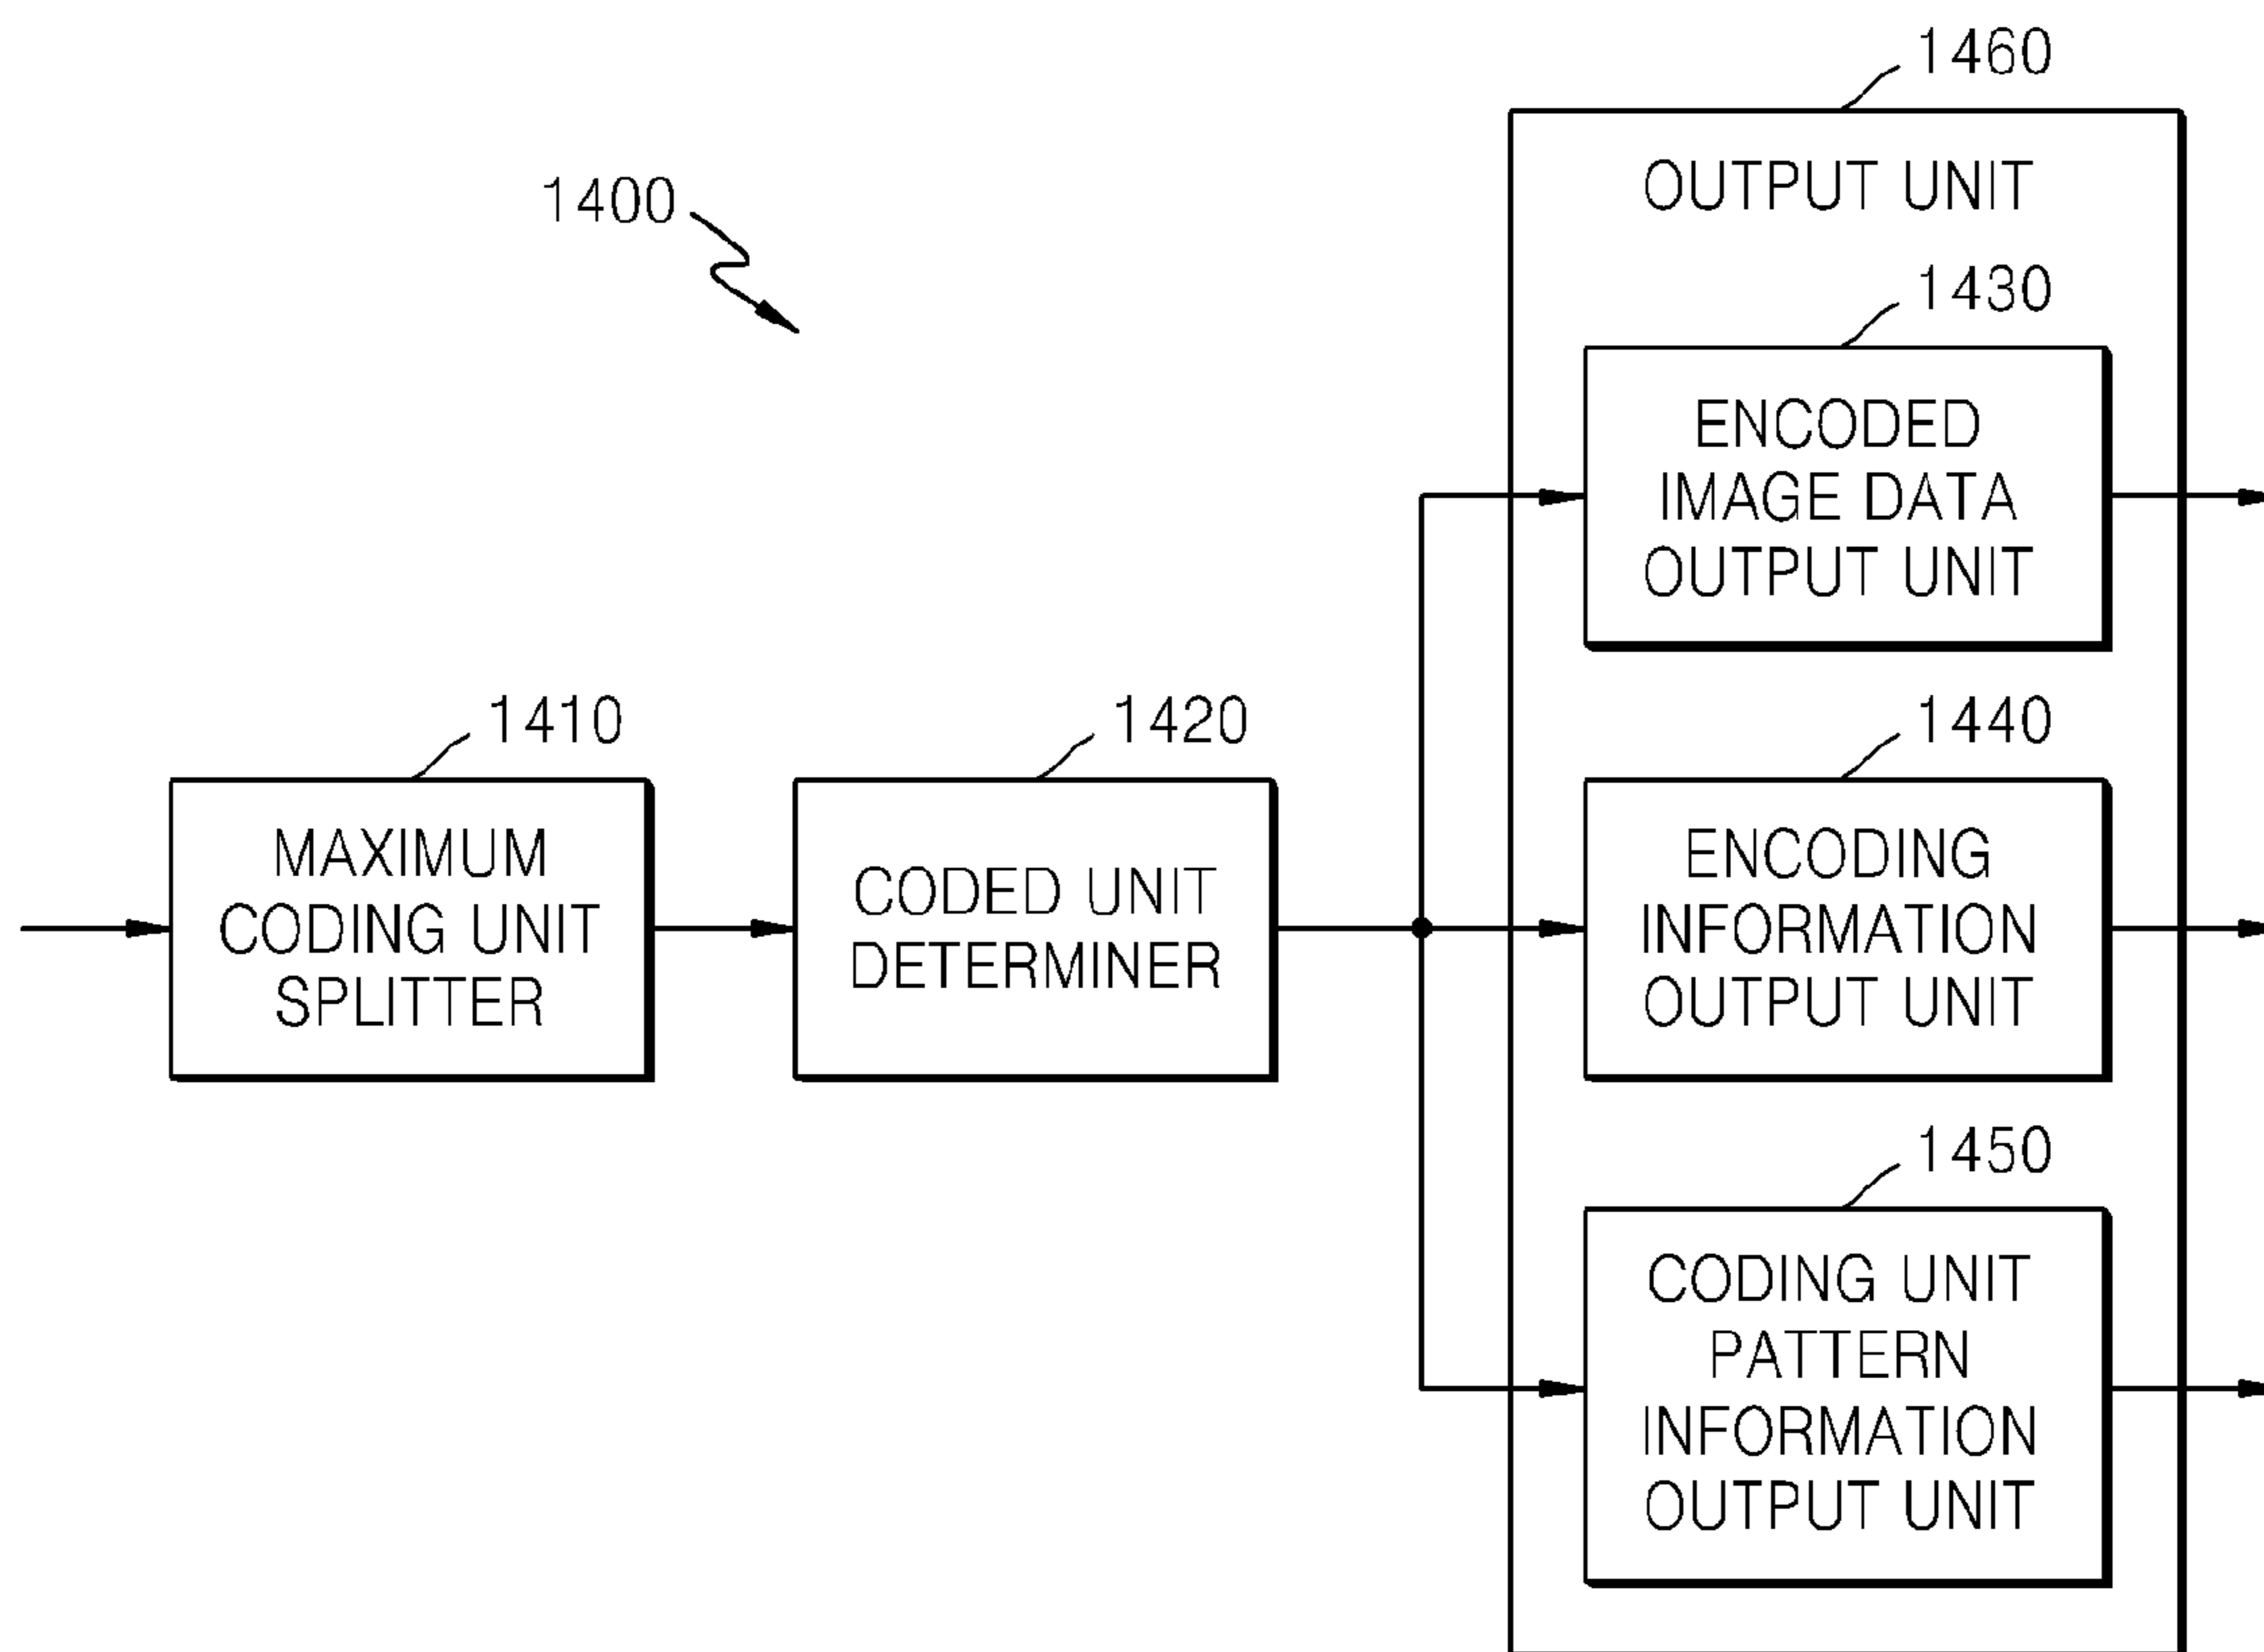 1460
OUTPUT UNIT
1400
1430
ENCODED
IMAGE DATA
OUTPUT UNIT
1410
MAXIMUM
CODING UNIT
SPLITTER
1420
CODED UNIT
DETERMINER
1440
ENCODING
INFORMATION
OUTPUT UNIT
1450
CODING UNIT
PATTERN
INFORMATION
OUTPUT UNIT